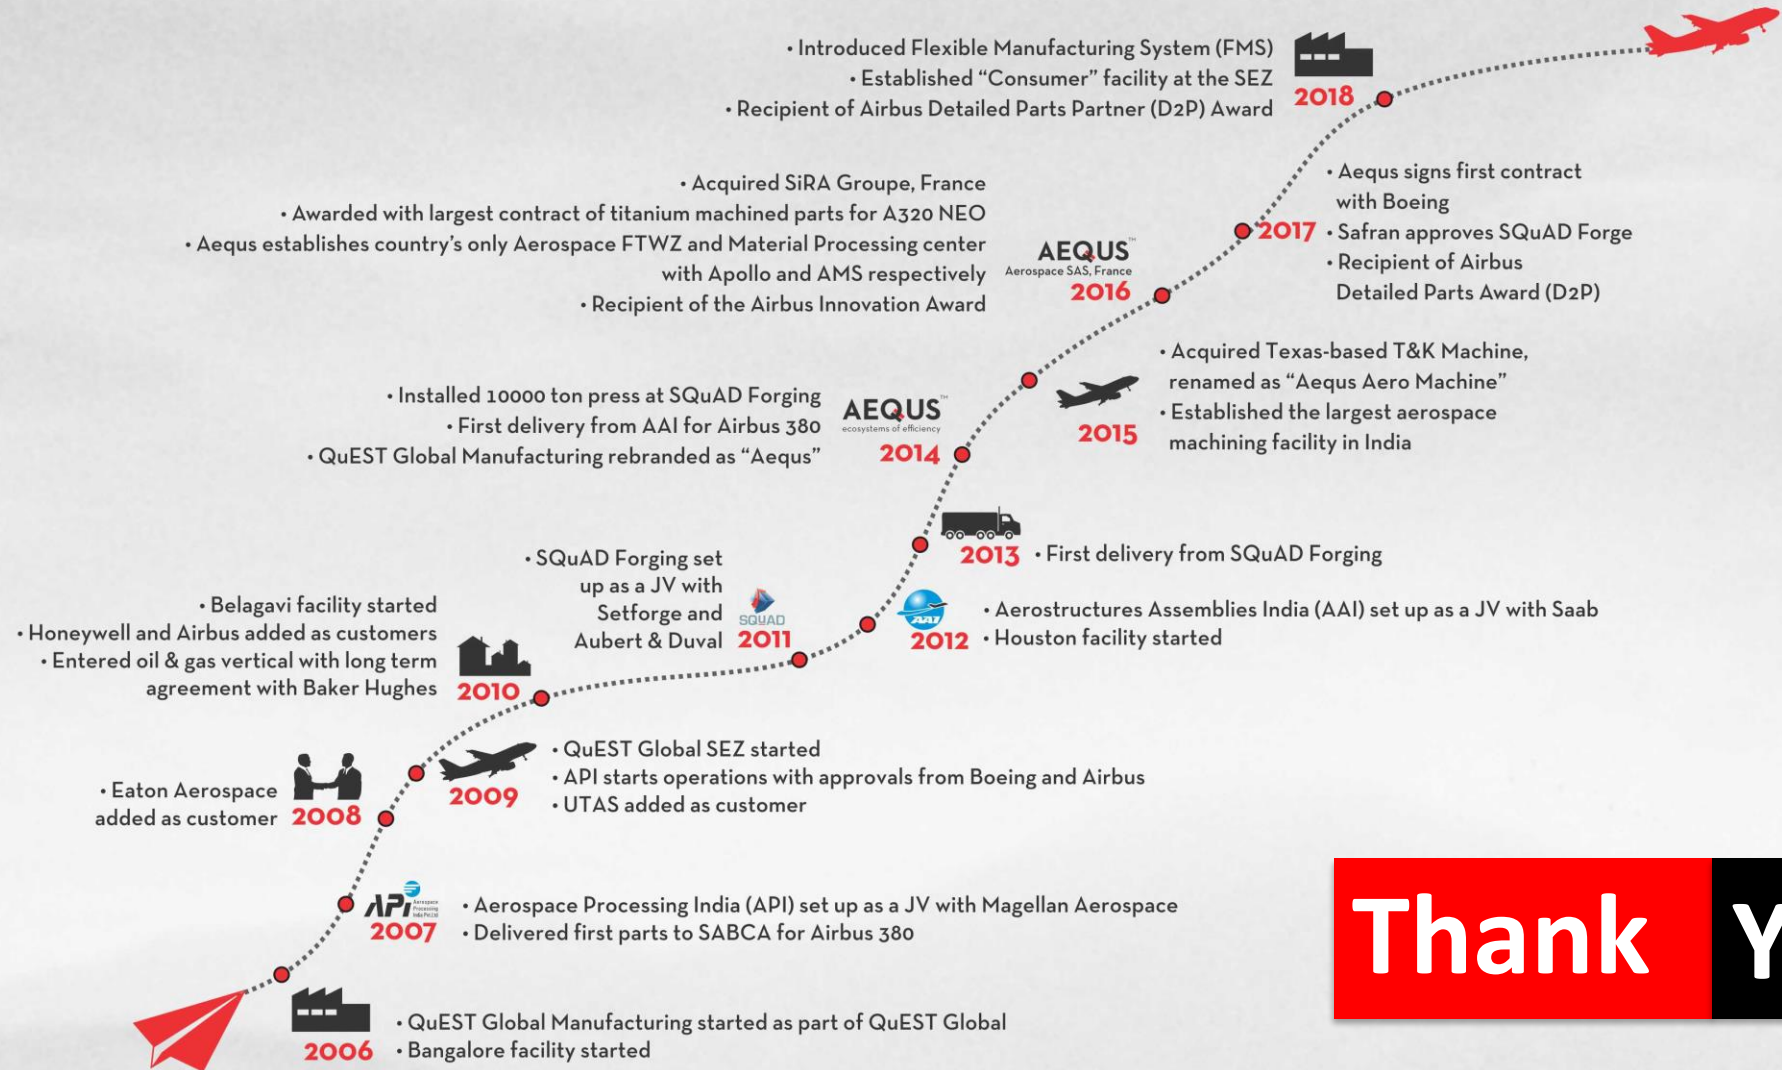 • Introduced Flexible Manufacturing System (FMS)
• Established “Consumer” facility at the SEZ
• Recipient of Airbus Detailed Parts Partner (D2P) Award
2018
• Aequs signs first contract
with Boeing
• Safran approves SQuAD Forge
• Recipient of Airbus
Detailed Parts Award (D2P)
2017
• Acquired SiRA Groupe, France
• Awarded with largest contract of titanium machined parts for A320 NEO
• Aequs establishes country’s only Aerospace FTWZ and Material Processing center
with Apollo and AMS respectively
• Recipient of the Airbus Innovation Award
AEQUS™
Aerospace SAS, France
2016
• Acquired Texas-based T&K Machine,
renamed as “Aequs Aero Machine”
• Established the largest aerospace
machining facility in India
2015
• Installed 10000 ton press at SQuAD Forging
• First delivery from AAI for Airbus 380
• QuEST Global Manufacturing rebranded as “Aequs”
AEQUS™
ecosystems of efficiency
2014
2013
• First delivery from SQuAD Forging
• SQuAD Forging set
up as a JV with
Setforge and
Aubert & Duval
SQUAD
2011
AAI
2012
• Aerostructures Assemblies India (AAI) set up as a JV with Saab
• Houston facility started
• Belagavi facility started
• Honeywell and Airbus added as customers
• Entered oil & gas vertical with long term
agreement with Baker Hughes
2010
• QuEST Global SEZ started
• API starts operations with approvals from Boeing and Airbus
• UTAS added as customer
2009
• Eaton Aerospace
added as customer
2008
APi
Aerospace
Processing
India Pvt Ltd
2007
• Aerospace Processing India (API) set up as a JV with Magellan Aerospace
• Delivered first parts to SABCA for Airbus 380
Thank Y
2006
• QuEST Global Manufacturing started as part of QuEST Global
• Bangalore facility started